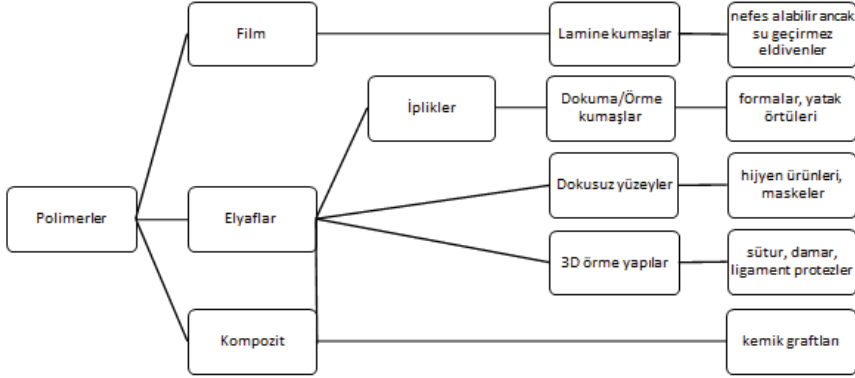 Film
Lamine kumaşlar
nefes alabilir ancak
su geçirmez
eldivenler
İplikler
Dokuma/Örme
kumaşlar
formalar, yatak
örtüleri
Polimerler
Elyaflar
Dokusuz yüzeyler
hijyen ürünleri,
maskeler
3D örme yapılar
sütur, damar,
ligament protezler
Kompozit
kemik graftları